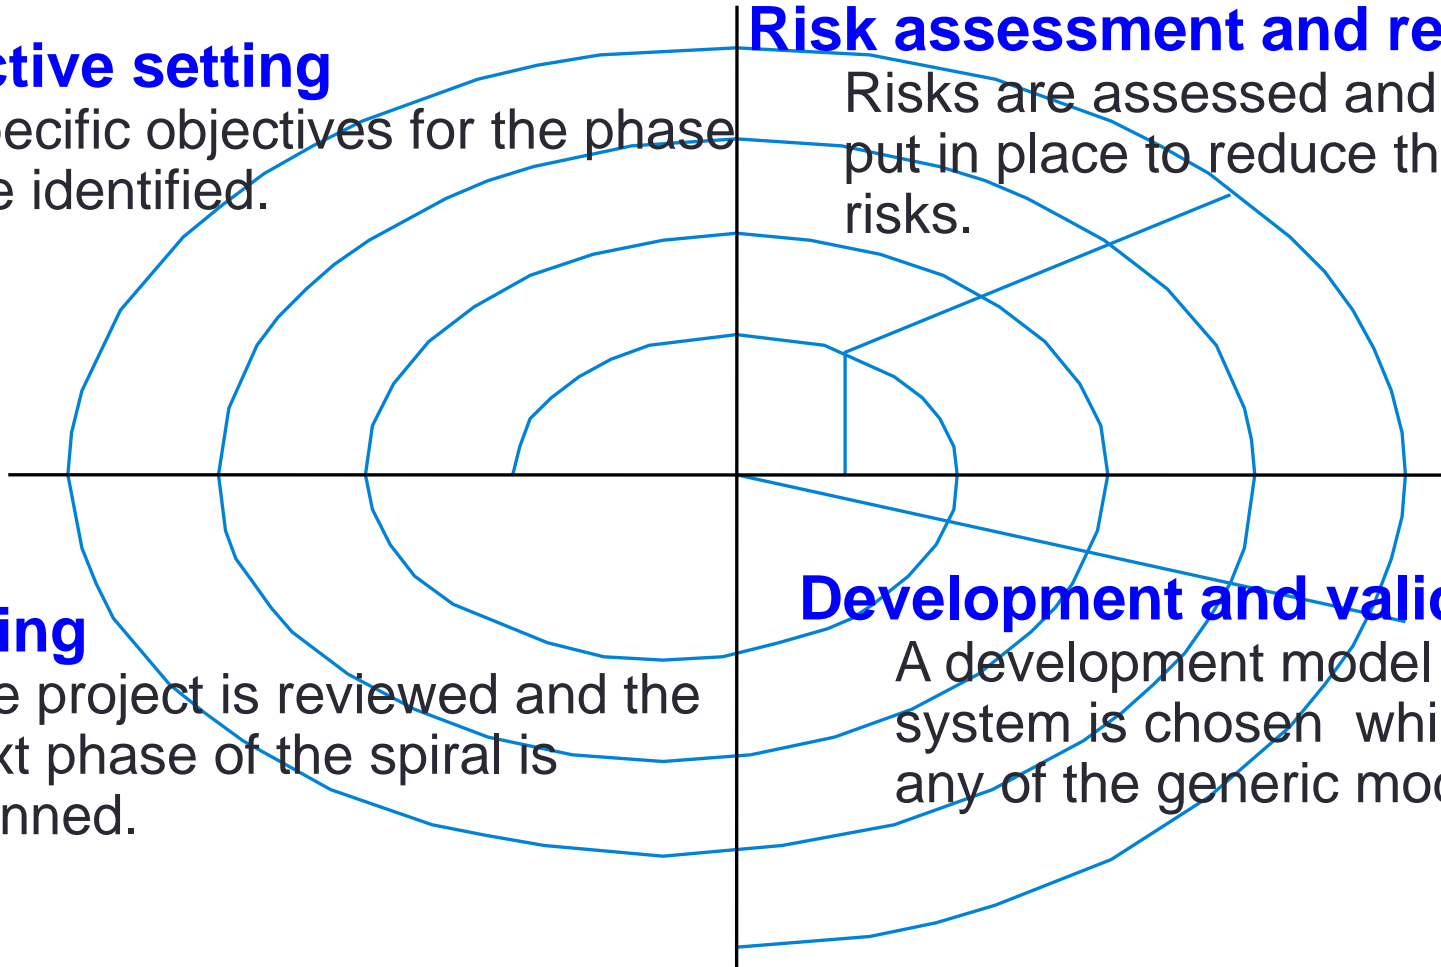 ctive setting
pecific objectives for the phase
e identified.
Risk assessment and re
Risks are assessed and
put in place to reduce th
risks.
ing
e project is reviewed and the
xt phase of the spiral is
nned.
Development and valid
A development model
system is chosen  whi
any of the generic mod